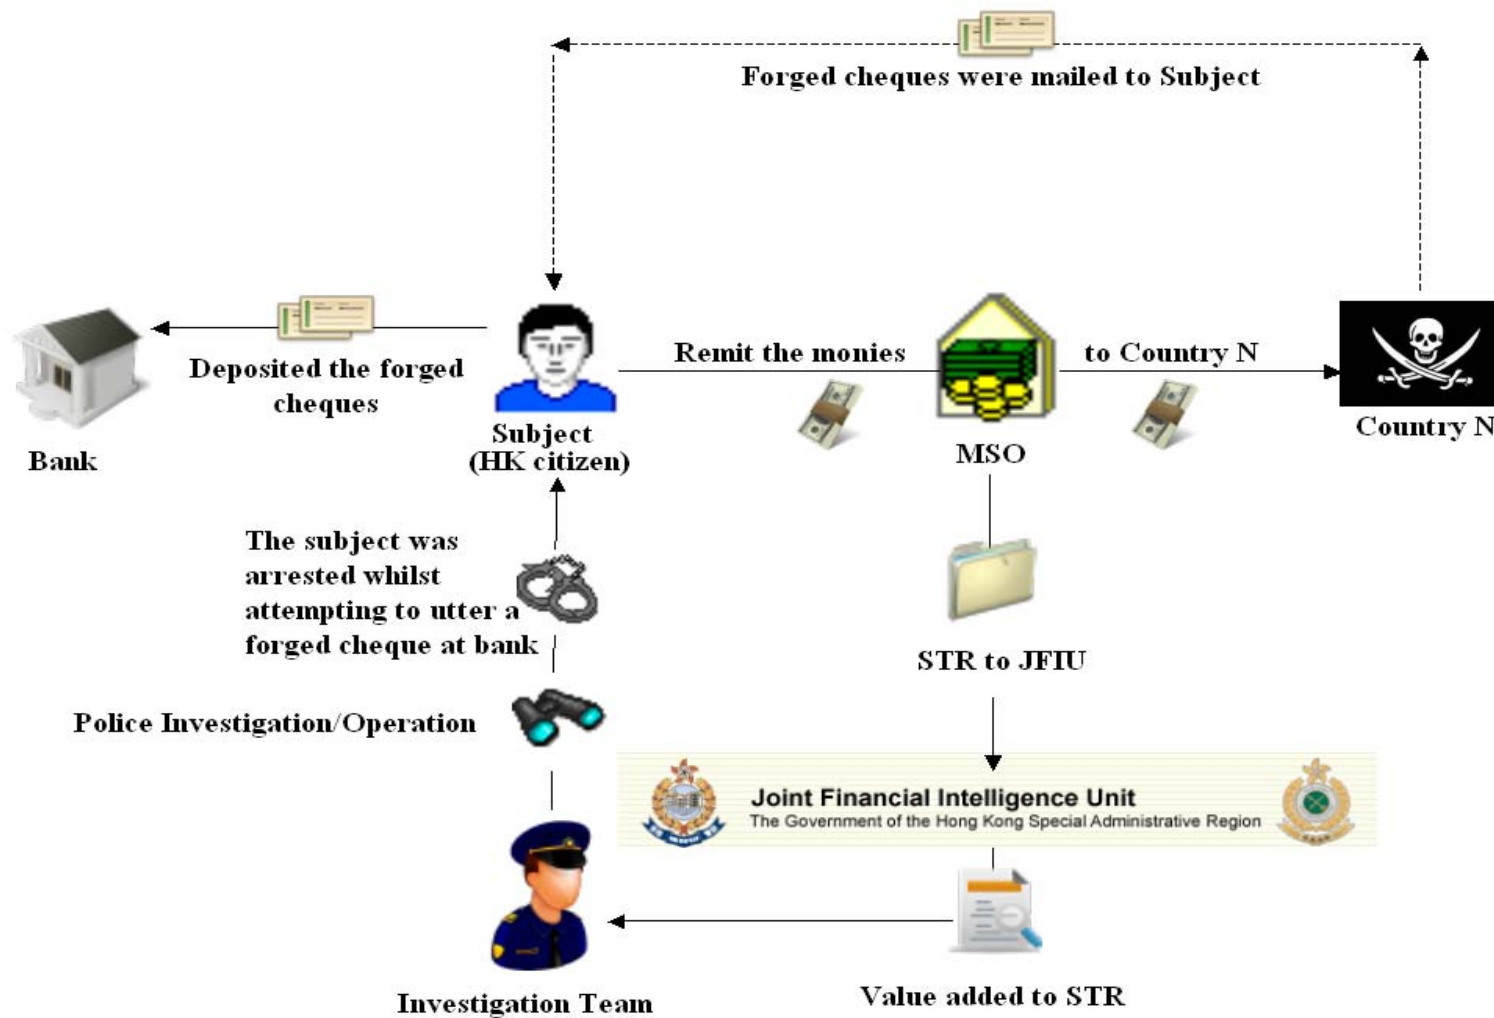 Forged cheques were mailed to Subject
Deposited the forged
cheques
Remit the monies
to Country N
Bank
Subject
(HK citizen)
MSO
Country N
The subject was
arrested whilst
attempting to utter a
forged cheque at bank
STR to JFIU
Police Investigation/Operation
Joint Financial Intelligence Unit
The Government of the Hong Kong Special Administrative Region
Investigation Team
Value added to STR